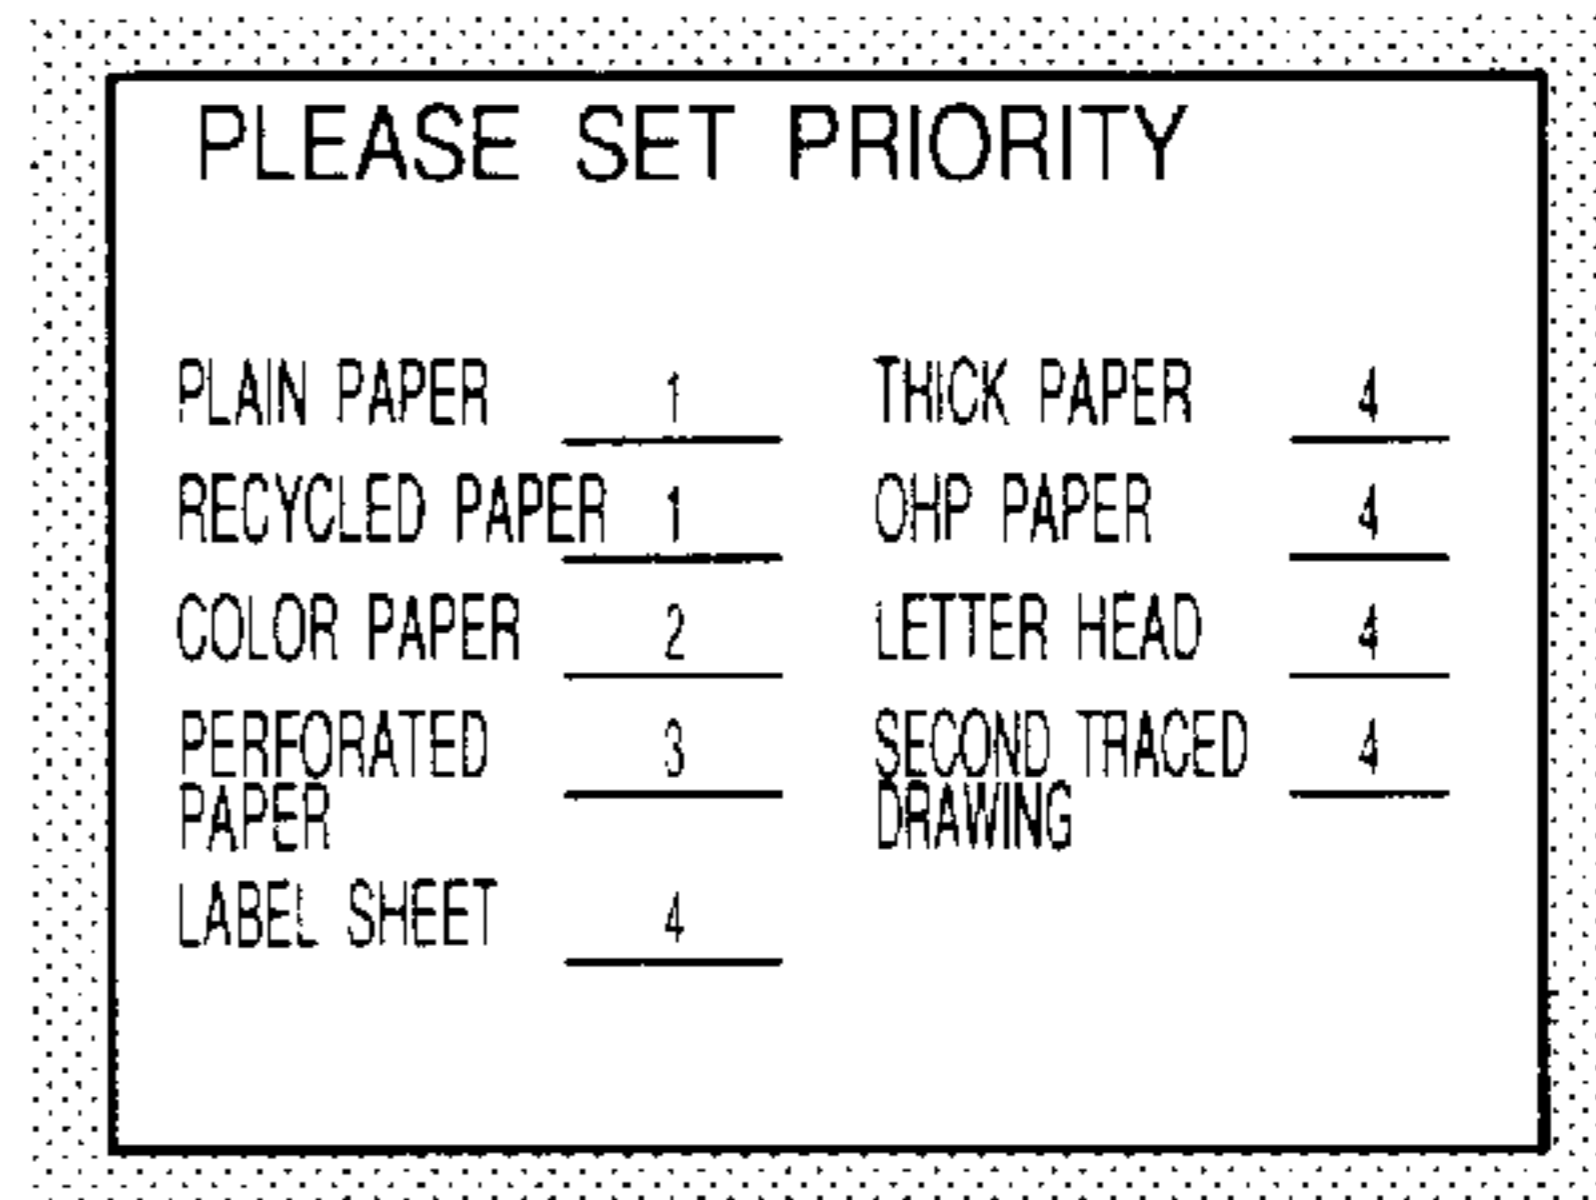 PLEASE SET PRIORITY
PLAIN PAPER 1 THICK PAPER 4
RECYCLED PAPER 1 OHP PAPER 4
COLOR PAPER 2 LETTER HEAD 4
PERFORATED 3 SECOND TRACED 4
PAPER DRAWING
LABEL SHEET 4